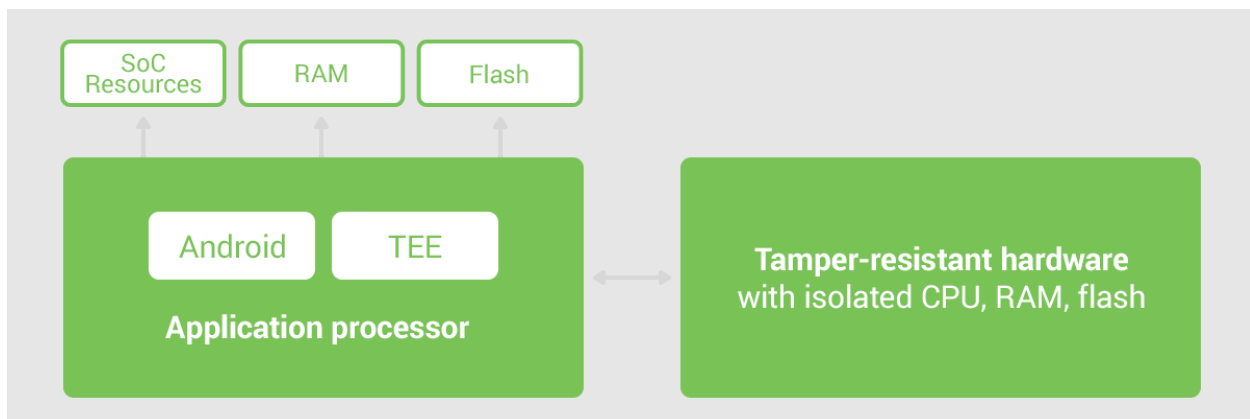 SoC
Resources
RAM
Flash
Android
TEE
Application processor
Tamper-resistant hardware
with isolated CPU, RAM, flash